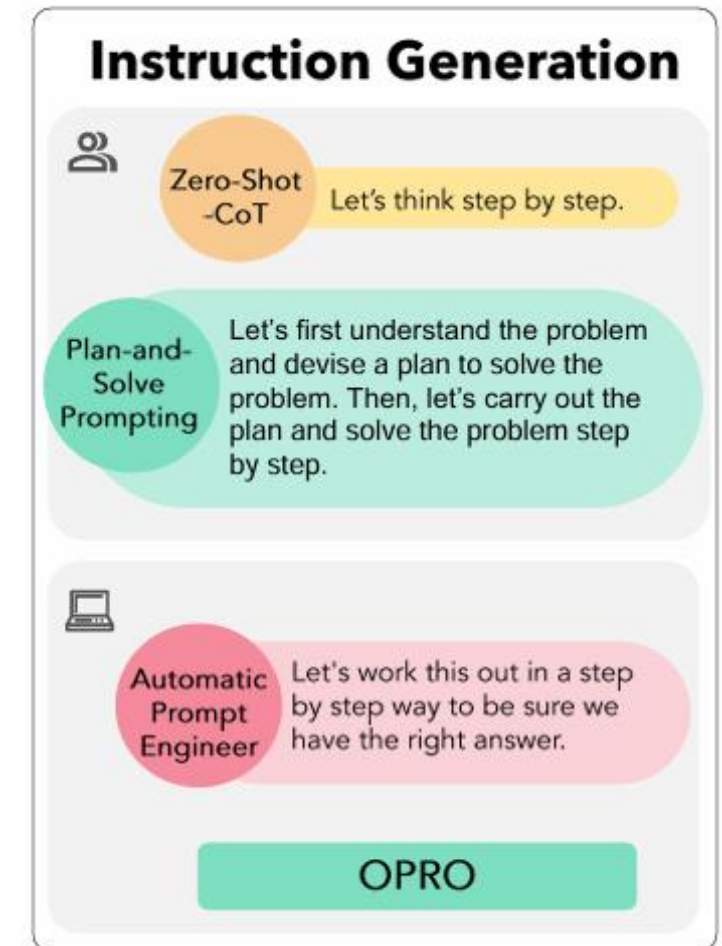 Instruction Generation
Zero-Shot
-CoT
Let's think step by step.
Plan-and-
Solve
Prompting
Let's first understand the problem
and devise a plan to solve the
problem. Then, let's carry out the
plan and solve the problem step
by step.
Automatic
Prompt
Engineer
Let's work this out in a step
by step way to be sure we
have the right answer.
OPRO